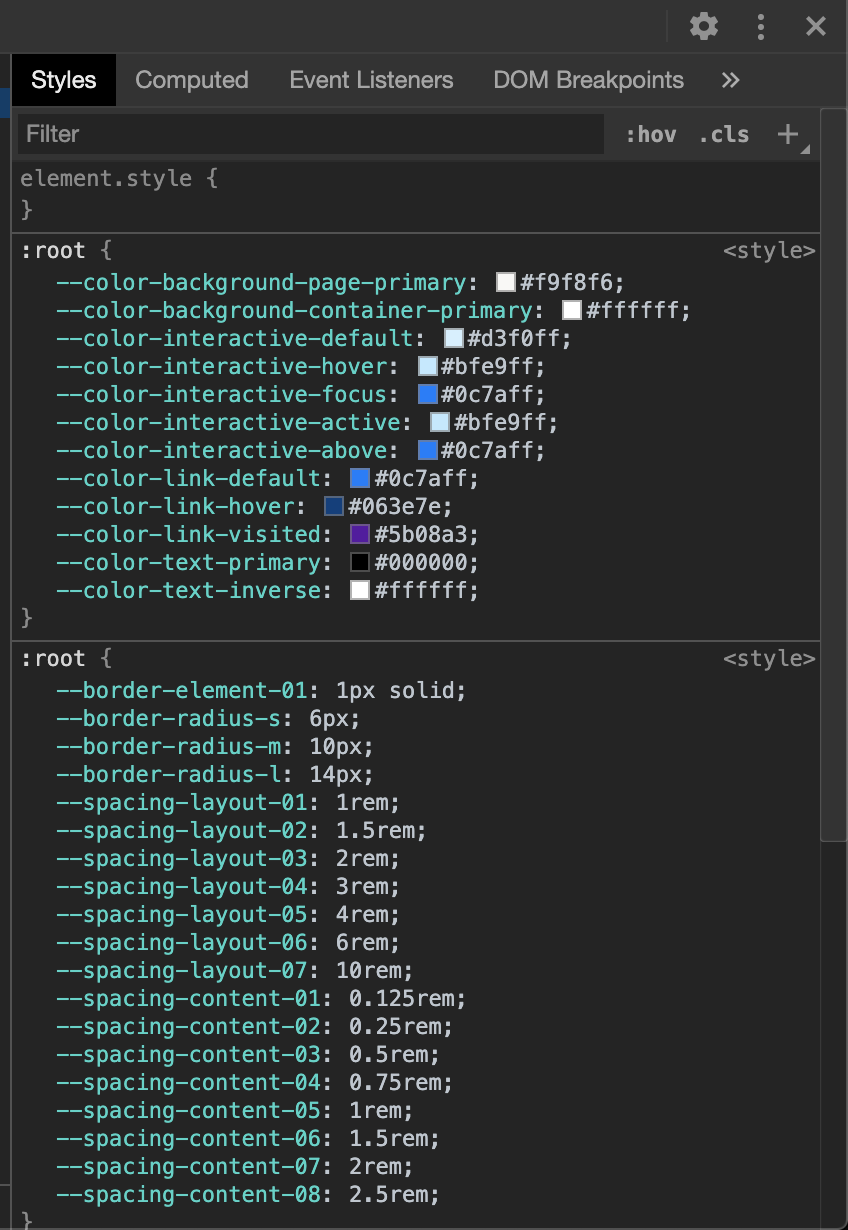 Styles Computed Event Listeners DOM Breakpoints »
Filter :hov .cls +
element.style {
}
:root { <style>
--color-background-page-primary: #f9f8f6;
--color-background-container-primary: #ffffff;
--color-interactive-default: #d3f0ff;
--color-interactive-hover: #bfe9ff;
--color-interactive-focus: #0c7aff;
--color-interactive-active: #bfe9ff;
--color-interactive-above: #0c7aff;
--color-link-default: #0c7aff;
--color-link-hover: #063e7e;
--color-link-visited: #5b08a3;
--color-text-primary: #000000;
--color-text-inverse: #ffffff;
}
:root { <style>
--border-element-01: 1px solid;
--border-radius-s: 6px;
--border-radius-m: 10px;
--border-radius-l: 14px;
--spacing-layout-01: 1rem;
--spacing-layout-02: 1.5rem;
--spacing-layout-03: 2rem;
--spacing-layout-04: 3rem;
--spacing-layout-05: 4rem;
--spacing-layout-06: 6rem;
--spacing-layout-07: 10rem;
--spacing-content-01: 0.125rem;
--spacing-content-02: 0.25rem;
--spacing-content-03: 0.5rem;
--spacing-content-04: 0.75rem;
--spacing-content-05: 1rem;
--spacing-content-06: 1.5rem;
--spacing-content-07: 2rem;
--spacing-content-08: 2.5rem;
}